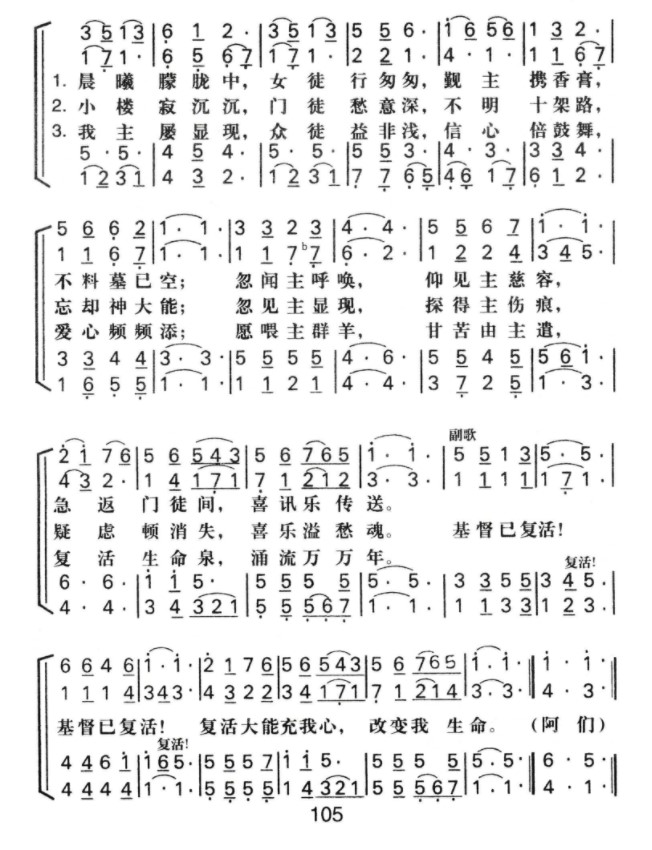 3 5 1 3 | 6 1 2 · | 3 5 1 3 | 5 5 6 · | 1 6 5 6 | 1 3 2 · |
1 7 1 · | 6 5 6 7 | 1 7 1 · | 2 2 1 · | 4 · 1 · | 1 1 6 7 |
1. 晨 曦 朦 胧 中, 女 徒 行 匆 匆, 觐 主 携 香 膏,
2. 小 楼 寂 沉 沉, 门 徒 愁 意 深, 不 明 十 架 路,
3. 我 主 屡 显 现, 众 徒 益 非 浅, 信 心 倍 鼓 舞,
5 · 5 · | 4 5 4 · | 5 · 5 · | 5 5 3 · | 4 · 3 · | 3 3 4 · |
1 2 3 1 | 4 3 2 · | 1 2 3 1 | 7 7 6 5 | 4 6 1 7 | 1 1 5 · |
5 6 6 2 | 1 · 1 · | 3 3 2 3 | 4 · 4 · | 5 5 6 7 | 1 · 1 · |
1 1 6 7 | 1 · 1 · | 1 1 7 ♭7 | 6 · 2 · | 1 2 2 4 | 3 4 5 · |
不 料 墓 已 空; 忽 闻 主 呼 唤, 仰 见 主 慈 容,
忘 却 神 大 能; 忽 见 主 显 现, 探 得 主 伤 痕,
爱 心 频 频 添; 愿 喂 主 群 羊, 甘 苦 由 主 遣,
3 3 4 4 | 3 · 3 · | 5 5 5 5 | 4 · 6 · | 5 5 4 5 | 5 6 1 · |
1 6 5 5 | 1 · 1 · | 1 1 2 1 | 4 · 4 · | 3 7 2 5 | 1 · 3 · |
副歌
2 1 7 6 | 5 6 5 4 3 | 5 6 7 6 5 | 1 · 1 · | 5 5 1 3 | 5 · 5 · |
4 3 2 · | 1 4 1 7 1 | 7 1 2 1 2 | 3 · 3 · | 1 1 1 1 | 1 7 1 · |
急 返 门 徒 间, 喜 讯 乐 传 送。
疑 虑 顿 消 失, 喜 乐 溢 愁 魂。 基 督 已 复 活!
复 活 生 命 泉, 涌 流 万 万 年。
复活!
6 · 6 · | 1 1 5 · | 5 5 5 5 | 5 · 5 · | 3 3 5 5 | 3 4 5 · |
4 · 4 · | 3 4 3 2 1 | 5 5 5 6 7 | 1 · 1 · | 1 1 3 3 | 1 2 3 · |
6 6 4 6 | 1 · 1 · | 2 1 7 6 | 5 6 5 4 3 | 5 6 7 6 5 | 1 · 1 · ‖ 1 · 1 · ‖
1 1 1 4 | 3 4 3 · | 4 3 2 2 | 3 4 1 7 1 | 7 1 2 1 4 | 3 · 3 · ‖ 4 · 3 · ‖
基 督 已 复 活! 复 活 大 能 充 我 心, 改 变 我 生 命。 (阿 们)
复活!
4 4 6 1 | 1 6 5 · | 5 5 5 7 | 1 1 5 · | 5 5 5 5 | 5 · 5 · ‖ 6 · 5 · ‖
4 4 4 4 | 1 · 1 · | 5 5 5 5 | 1 4 3 2 1 | 5 5 5 6 7 | 1 · 1 · ‖ 4 · 1 · ‖
105